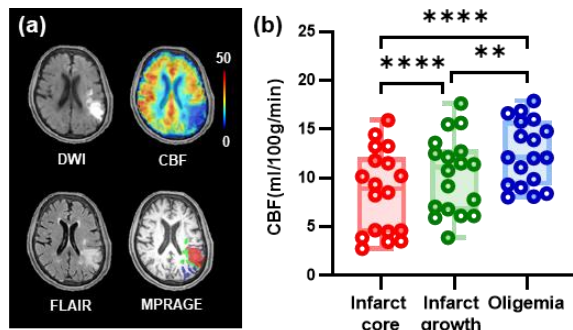 (a)
50
0
DWI
CBF
FLAIR
MPRAGE
(b)
****
****
**
CBF(ml/100g/min)
25
20
15
10
5
0
Infarct core
Infarct growth
Oligemia